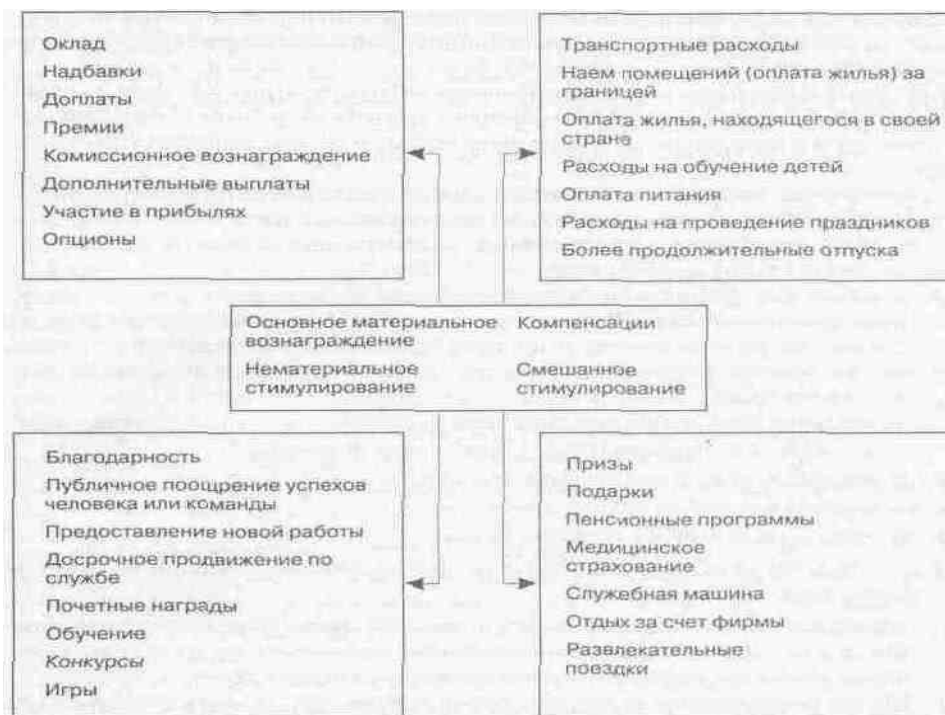 Оклад
Надбавки
Доплаты
Премии
Комиссионное вознаграждение
Дополнительные выплаты
Участие в прибылях
Опционы
Транспортные расходы
Наем помещений (оплата жилья) за
границей
Оплата жилья, находящегося в своей
стране
Расходы на обучение детей
Оплата питания
Расходы на проведение праздников
Более продолжительные отпуска
Основное материальное
вознаграждение
Компенсации
Нематериальное
стимулирование
Смешанное
стимулирование
Благодарность
Публичное поощрение успехов
человека или команды
Предоставление новой работы
Досрочное продвижение по
службе
Почетные награды
Обучение
Конкурсы
Игры
Призы
Подарки
Пенсионные программы
Медицинское
страхование
Служебная машина
Отдых за счет фирмы
Развлекательные
поездки